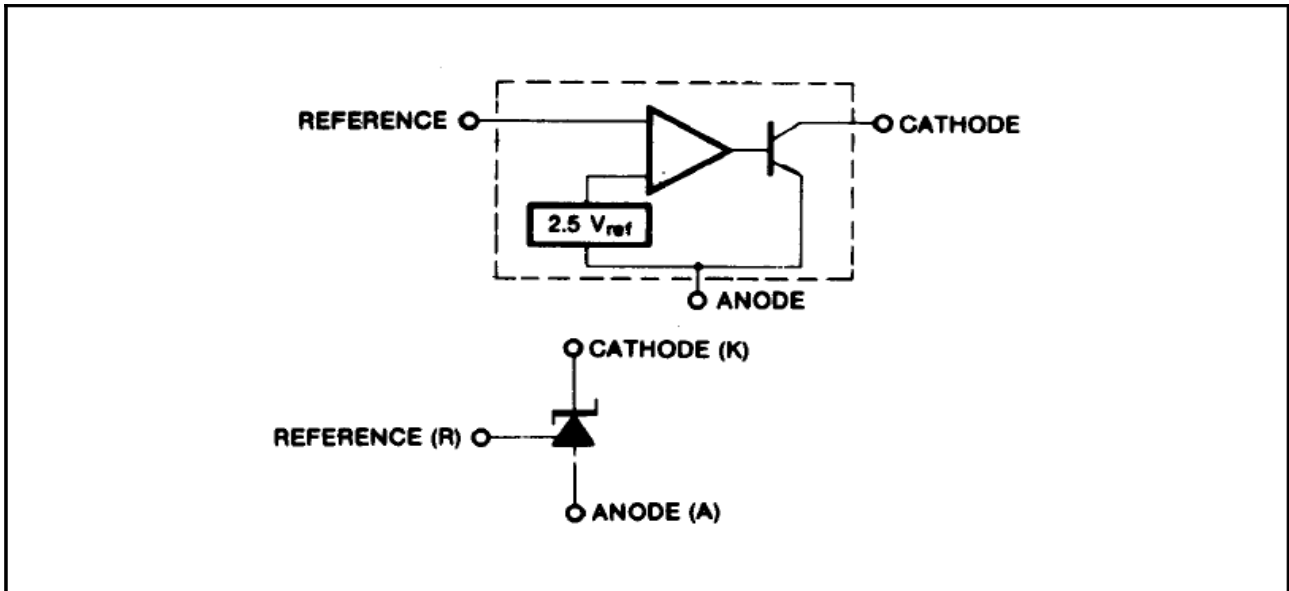 REFERENCE
CATHODE
2.5 Vref
ANODE
CATHODE (K)
REFERENCE (R)
ANODE (A)